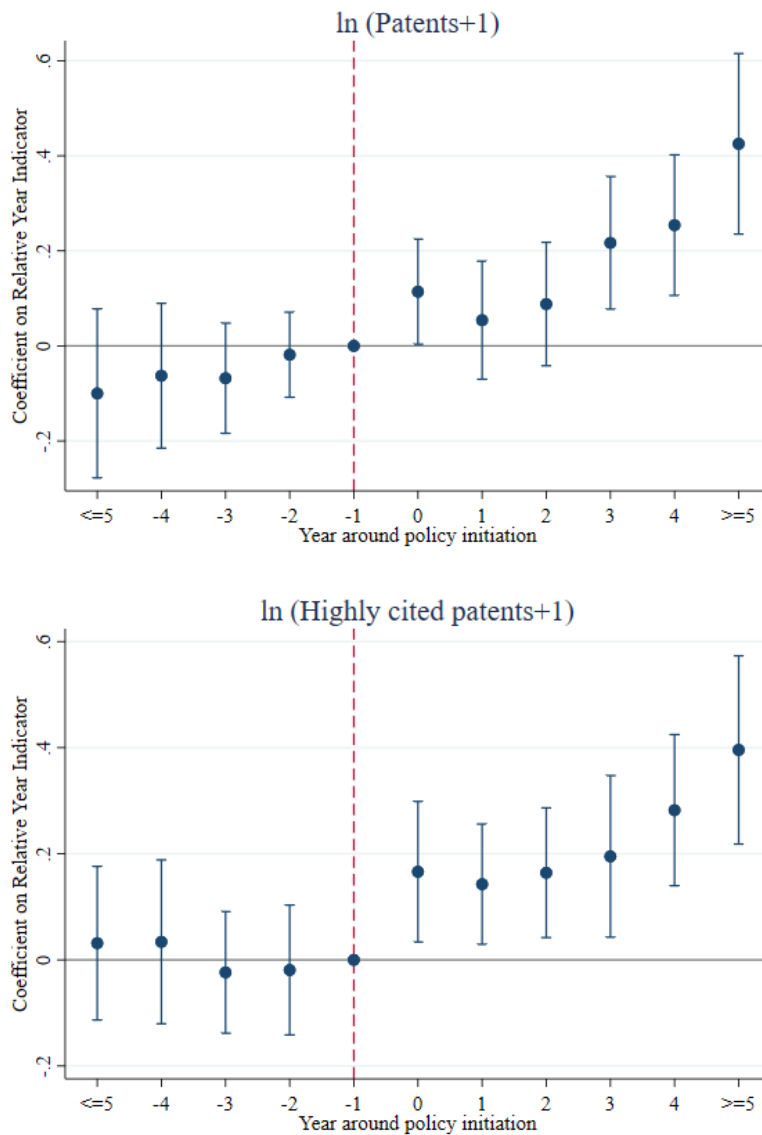 ln (Patents+1)
Coefficient on Relative Year Indicator
.6
.4
.2
0
-.2
<=5 -4 -3 -2 -1 0 1 2 3 4 >=5
Year around policy initiation
ln (Highly cited patents+1)
Coefficient on Relative Year Indicator
.6
.4
.2
0
-.2
<=5 -4 -3 -2 -1 0 1 2 3 4 >=5
Year around policy initiation